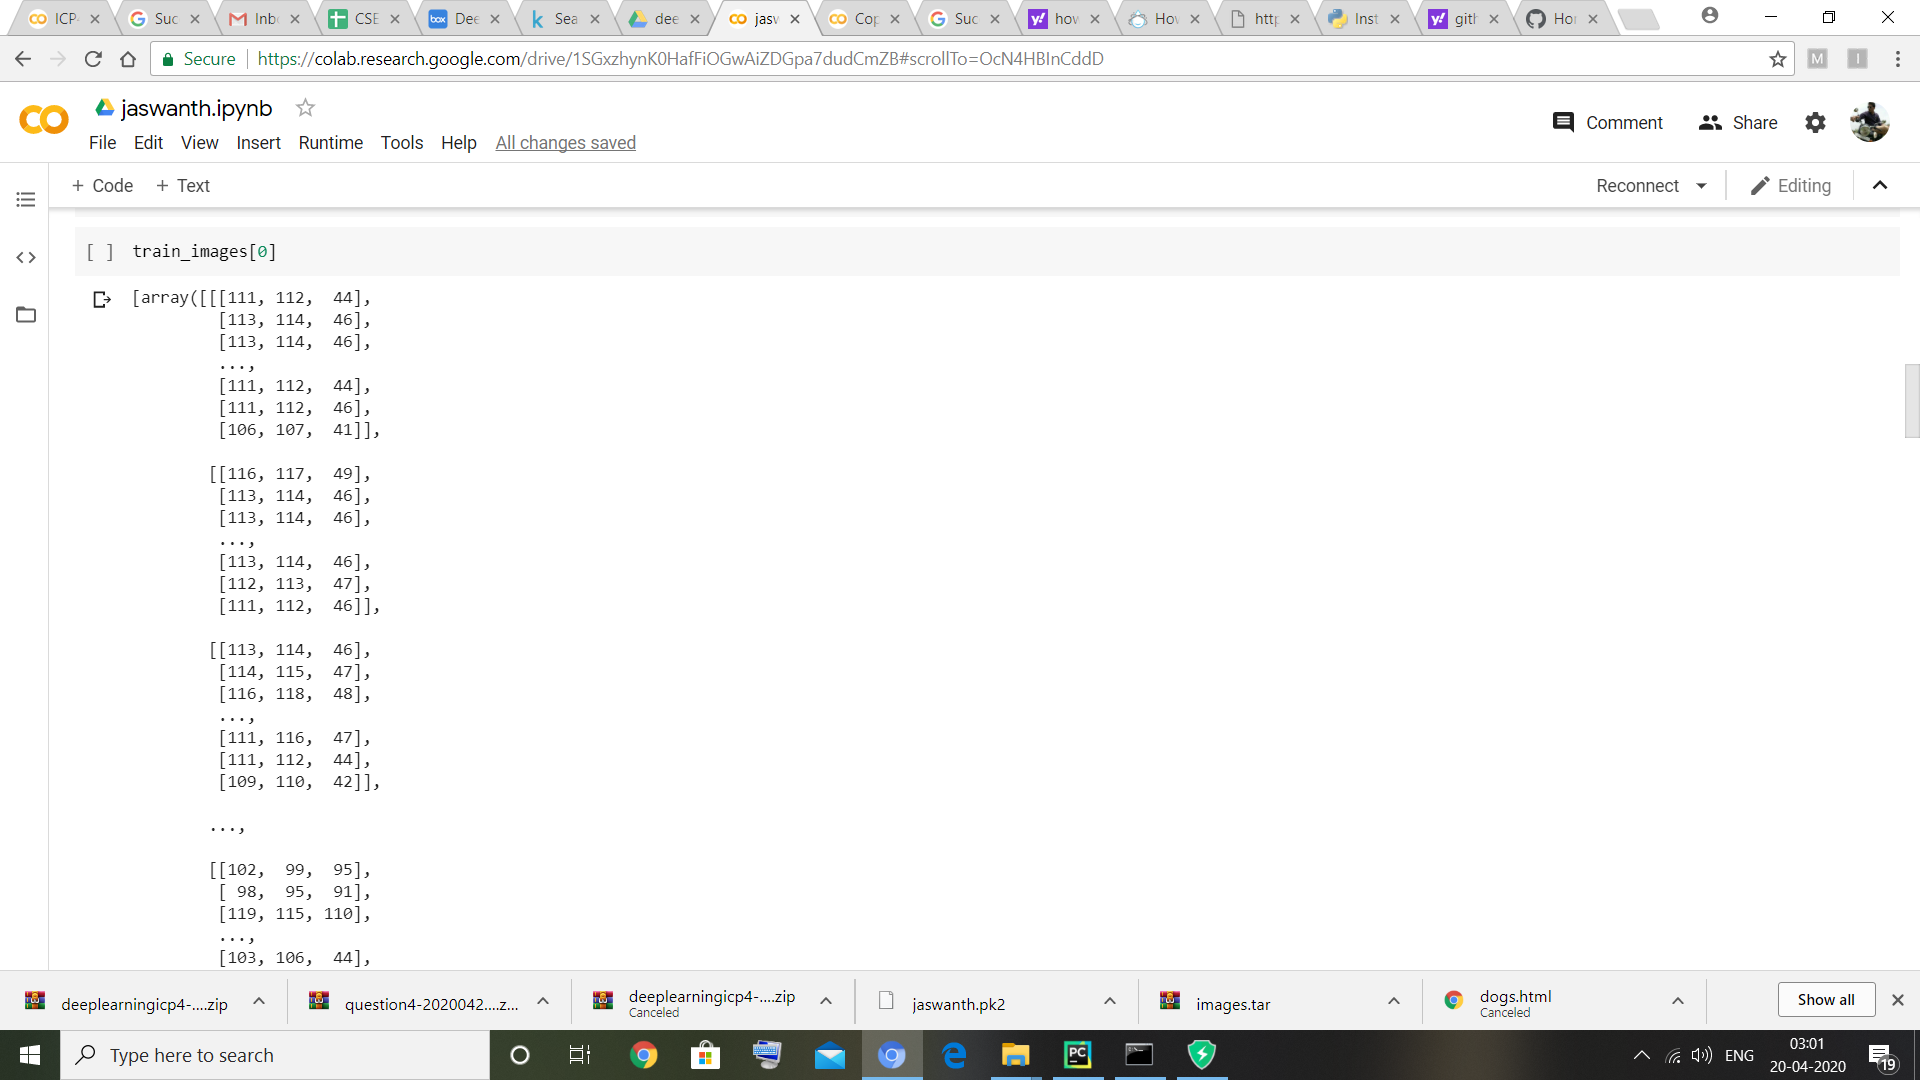 ICP- Suc Inbo CSE Dee Sea dee jasw Cop Suc how How http Inst gith Hor
Secure https://colab.research.google.com/drive/1SGxzhynK0HafFiOGwAiZDGpa7dudCmZB#scrollTo=OcN4HBInCddD M I
CO jaswanth.ipynb
Comment Share
File Edit View Insert Runtime Tools Help All changes saved
+ Code + Text Reconnect Editing
[ ] train_images[0]
[array([[[111, 112,  44],
[113, 114,  46],
[113, 114,  46],
...,
[111, 112,  44],
[111, 112,  46],
[106, 107,  41]],
[[116, 117,  49],
[113, 114,  46],
[113, 114,  46],
...,
[113, 114,  46],
[112, 113,  47],
[111, 112,  46]],
[[113, 114,  46],
[114, 115,  47],
[116, 118,  48],
...,
[111, 116,  47],
[111, 112,  44],
[109, 110,  42]],
...,
[[102,  99,  95],
[ 98,  95,  91],
[119, 115, 110],
...,
[103, 106,  44],
deeplearningicp4-....zip question4-2020042....z... deeplearningicp4-....zip jaswanth.pk2 images.tar dogs.html Show all
Canceled Canceled
Type here to search ENG 03:01
20-04-2020 19